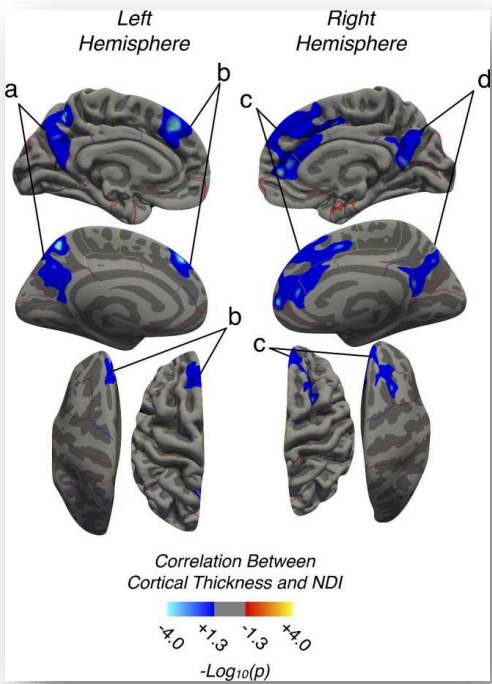 Left
Hemisphere
Right
Hemisphere
a
b
c
d
b
c
Correlation Between
Cortical Thickness and NDI
-4.0
+1.3
-1.3
+4.0
-Log10(p)